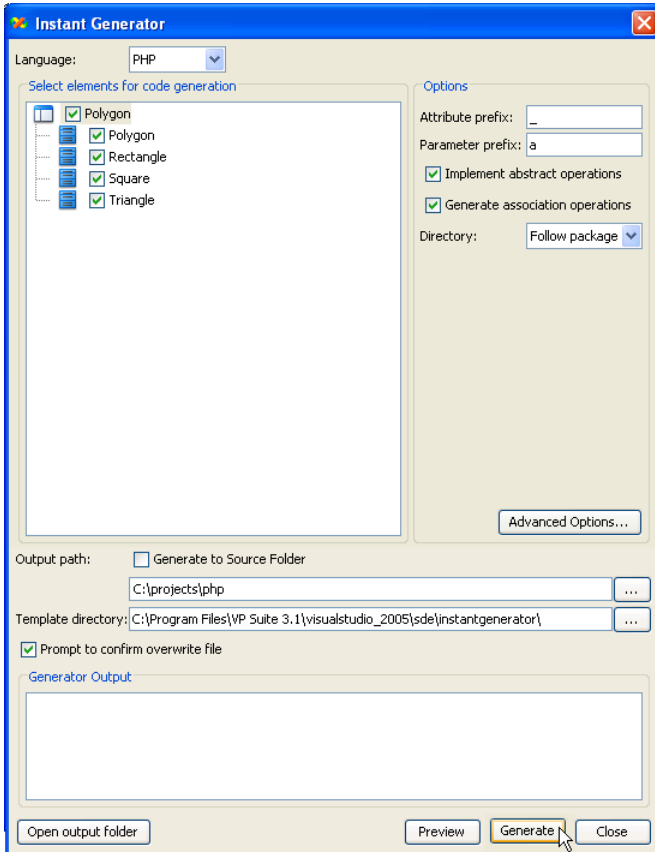 Instant Generator
Language: PHP
Select elements for code generation
Polygon
Polygon
Rectangle
Square
Triangle
Options
Attribute prefix: _
Parameter prefix: a
Implement abstract operations
Generate association operations
Directory: Follow package
Advanced Options...
Output path: Generate to Source Folder
C:\projects\php ...
Template directory: C:\Program Files\VP Suite 3.1\visualstudio_2005\sde\instantgenerator\ ...
Prompt to confirm overwrite file
Generator Output
Open output folder Preview Generate Close